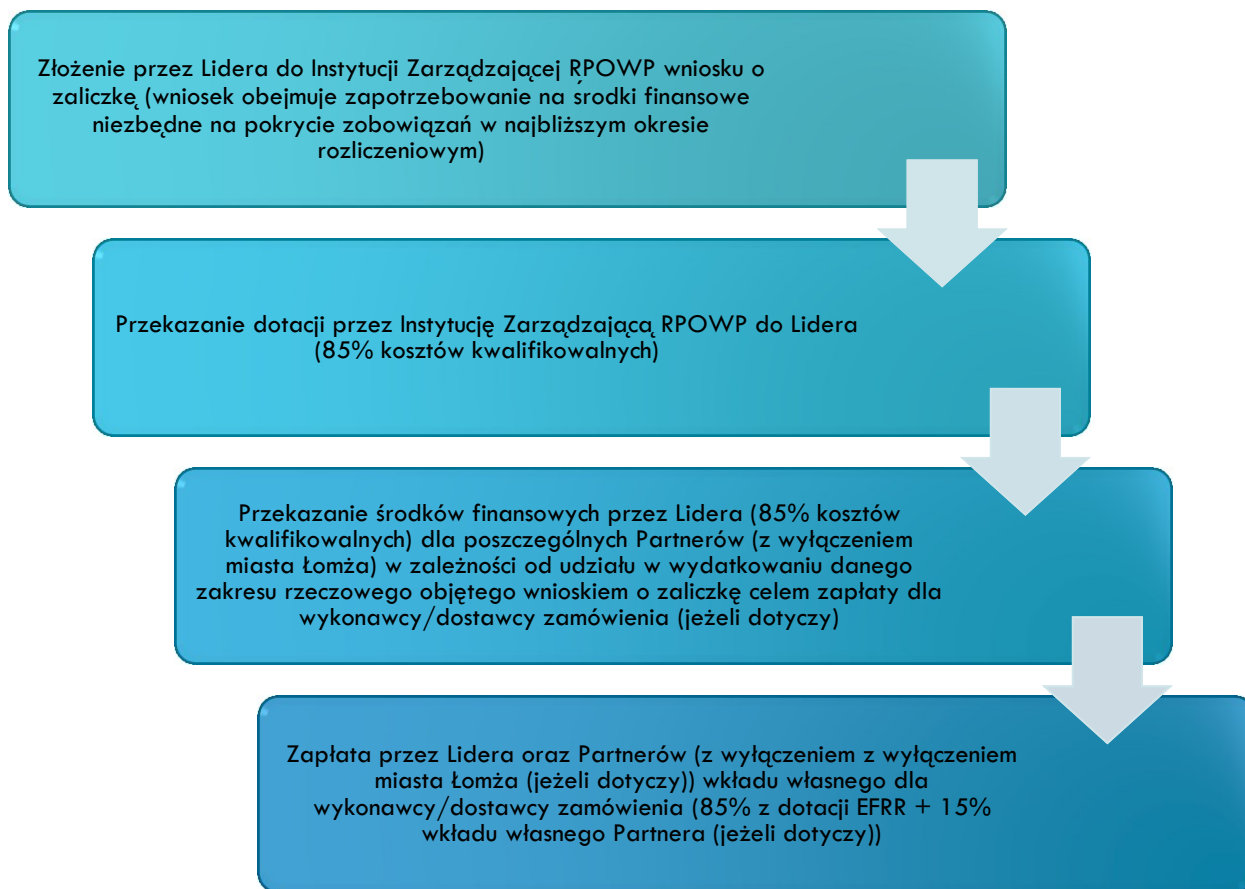 Złożenie przez Lidera do Instytucji Zarządzającej RPOWP wniosku o
zaliczkę (wniosek obejmuje zapotrzebowanie na środki finansowe
niezbędne na pokrycie zobowiązań w najbliższym okresie
rozliczeniowym)
Przekazanie dotacji przez Instytucję Zarządzającą RPOWP do Lidera
(85% kosztów kwalifikowalnych)
Przekazanie środków finansowych przez Lidera (85% kosztów
kwalifikowalnych) dla poszczególnych Partnerów (z wyłączeniem
miasta Łomża) w zależności od udziału w wydatkowaniu danego
zakresu rzeczowego objętego wnioskiem o zaliczkę celem zapłaty dla
wykonawcy/dostawcy zamówienia (jeżeli dotyczy)
Zapłata przez Lidera oraz Partnerów (z wyłączeniem z wyłączeniem
miasta Łomża (jeżeli dotyczy)) wkładu własnego dla
wykonawcy/dostawcy zamówienia (85% z dotacji EFRR + 15%
wkładu własnego Partnera (jeżeli dotyczy))